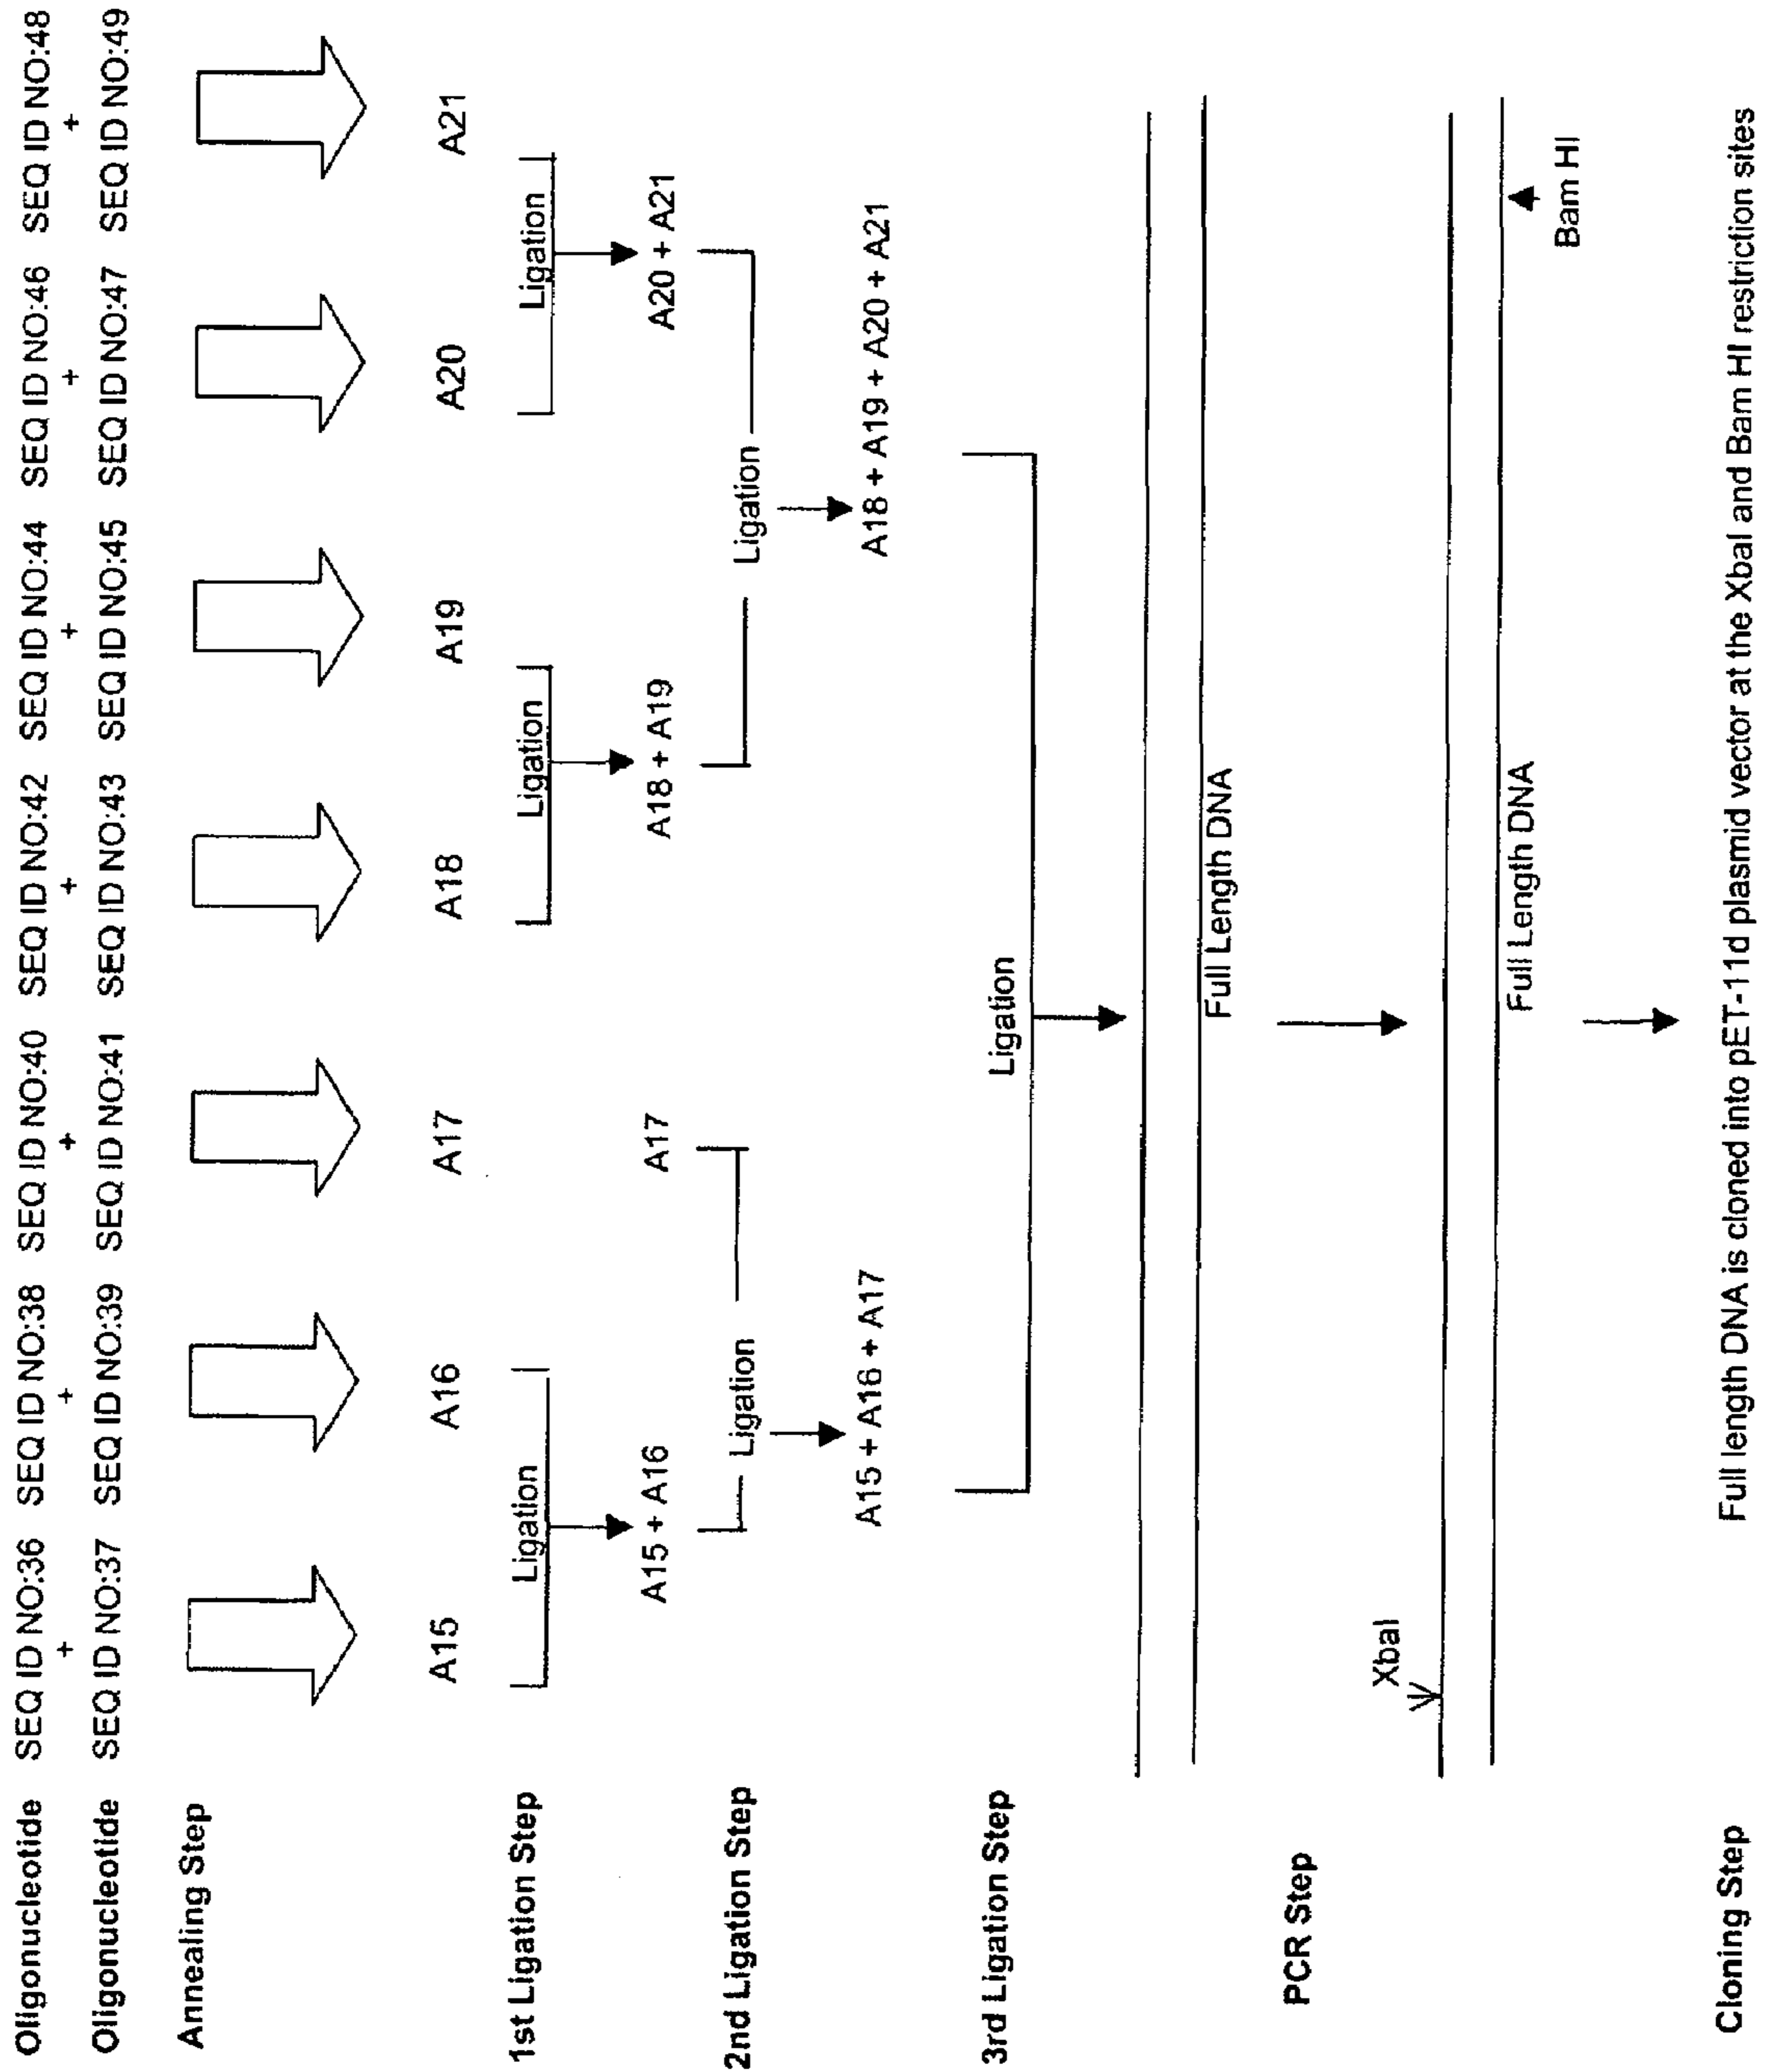 Oligonucleotide SEQ ID NO:36 SEQ ID NO:38 SEQ ID NO:40 SEQ ID NO:42 SEQ ID NO:44 SEQ ID NO:46 SEQ ID NO:48
+ + + + + + +
Oligonucleotide SEQ ID NO:37 SEQ ID NO:39 SEQ ID NO:41 SEQ ID NO:43 SEQ ID NO:45 SEQ ID NO:47 SEQ ID NO:49
Annealing Step
A15 A16 A17 A18 A19 A20 A21
1st Ligation Step Ligation Ligation Ligation
A15 + A16 A17 A18 + A19 A20 + A21
2nd Ligation Step Ligation Ligation
A15 + A16 + A17 A18 + A19 + A20 + A21
3rd Ligation Step Ligation
Full Length DNA
PCR Step
XbaI
Full Length DNA
Bam HI
Cloning Step Full length DNA is cloned into pET-11d plasmid vector at the XbaI and Bam HI restriction sites